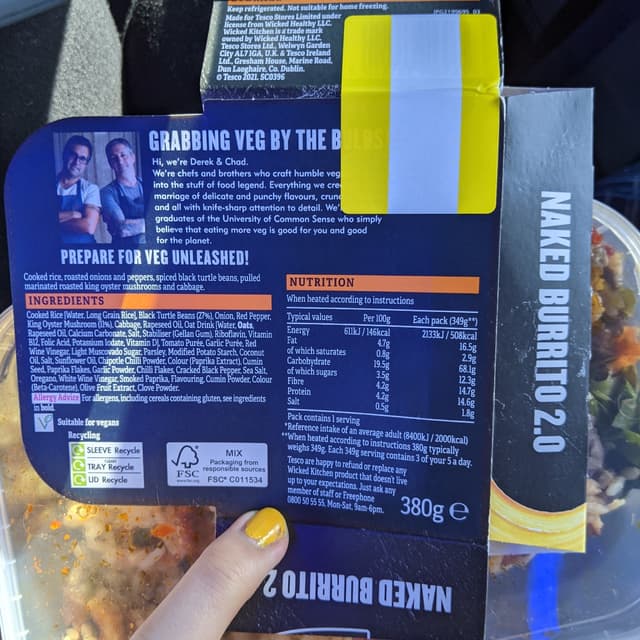 Keep refrigerated. Not suitable for home freezing.
Made for Tesco Stores Limited under
license from Wicked Healthy LLC.
Wicked Kitchen is a trade mark
owned by Wicked Healthy LLC.
Tesco Stores Ltd., Welwyn Garden
City AL7 1GA, U.K. & Tesco Ireland
Ltd., Gresham House, Marine Road,
Dun Laoghaire, Co. Dublin.
© Tesco 2021. SC0396
GRABBING VEG BY THE BULBS
Hi, we're Derek & Chad.
We're chefs and brothers who craft humble veg
into the stuff of food legend. Everything we
marriage of delicate and punchy flavours,
and all with knife-sharp attention to detail.
graduates of the University of Common Sense who simply
believe that eating more veg is good for you and good
for the planet.
PREPARE FOR VEG UNLEASHED!
Cooked rice, roasted onions and peppers, spiced black turtle beans, pulled
marinated roasted king oyster mushrooms and cabbage.
INGREDIENTS
Cooked Rice [Water, Long Grain Rice], Black Turtle Beans (27%), Onion, Red Pepper,
King Oyster Mushroom (11%), Cabbage, Rapeseed Oil, Oat Drink [Water, Oats,
Rapeseed Oil, Calcium Carbonate, Salt, Stabiliser (Gellan Gum), Riboflavin, Vitamin
B12, Folic Acid, Potassium Iodate, Vitamin D], Tomato Purée, Garlic Purée, Red
Wine Vinegar, Light Muscovado Sugar, Parsley, Modified Potato Starch, Coconut
Oil, Salt, Sunflower Oil, Chipotle Chilli Powder, Colour (Paprika Extract), Cumin
Seed, Paprika Flakes, Garlic Powder, Chilli Flakes, Cracked Black Pepper, Sea Salt,
Oregano, White Wine Vinegar, Smoked Paprika, Flavouring, Cumin Powder, Colour
(Beta-Carotene), Olive Fruit Extract, Clove Powder.
Allergy Advice For allergens, including cereals containing gluten, see ingredients
in bold.
V Suitable for vegans
Recycling
SLEEVE Recycle
TRAY Recycle
LID Recycle
FSC
www.fsc.org
MIX
Packaging from
responsible sources
FSC® C011534
NUTRITION
When heated according to instructions
Typical values Per 100g Each pack (349g**)
Energy 611kJ / 146kcal 2133kJ / 508kcal
Fat 4.7g 16.5g
of which saturates 0.8g 2.9g
Carbohydrate 19.5g 68.1g
of which sugars 3.5g 12.3g
Fibre 4.2g 14.7g
Protein 4.2g 14.6g
Salt 0.5g 1.8g
Pack contains 1 serving
*Reference intake of an average adult (8400kJ / 2000kcal)
**When heated according to instructions 380g typically
weighs 349g. Each 349g serving contains 3 of your 5 a day.
Tesco are happy to refund or replace any
Wicked Kitchen product that doesn't live
up to your expectations. Just ask any
member of staff or Freephone
0800 50 55 55. Mon-Sat, 9am-6pm.
380g e
NAKED BURRITO 2.0
NAKED BURRITO 2